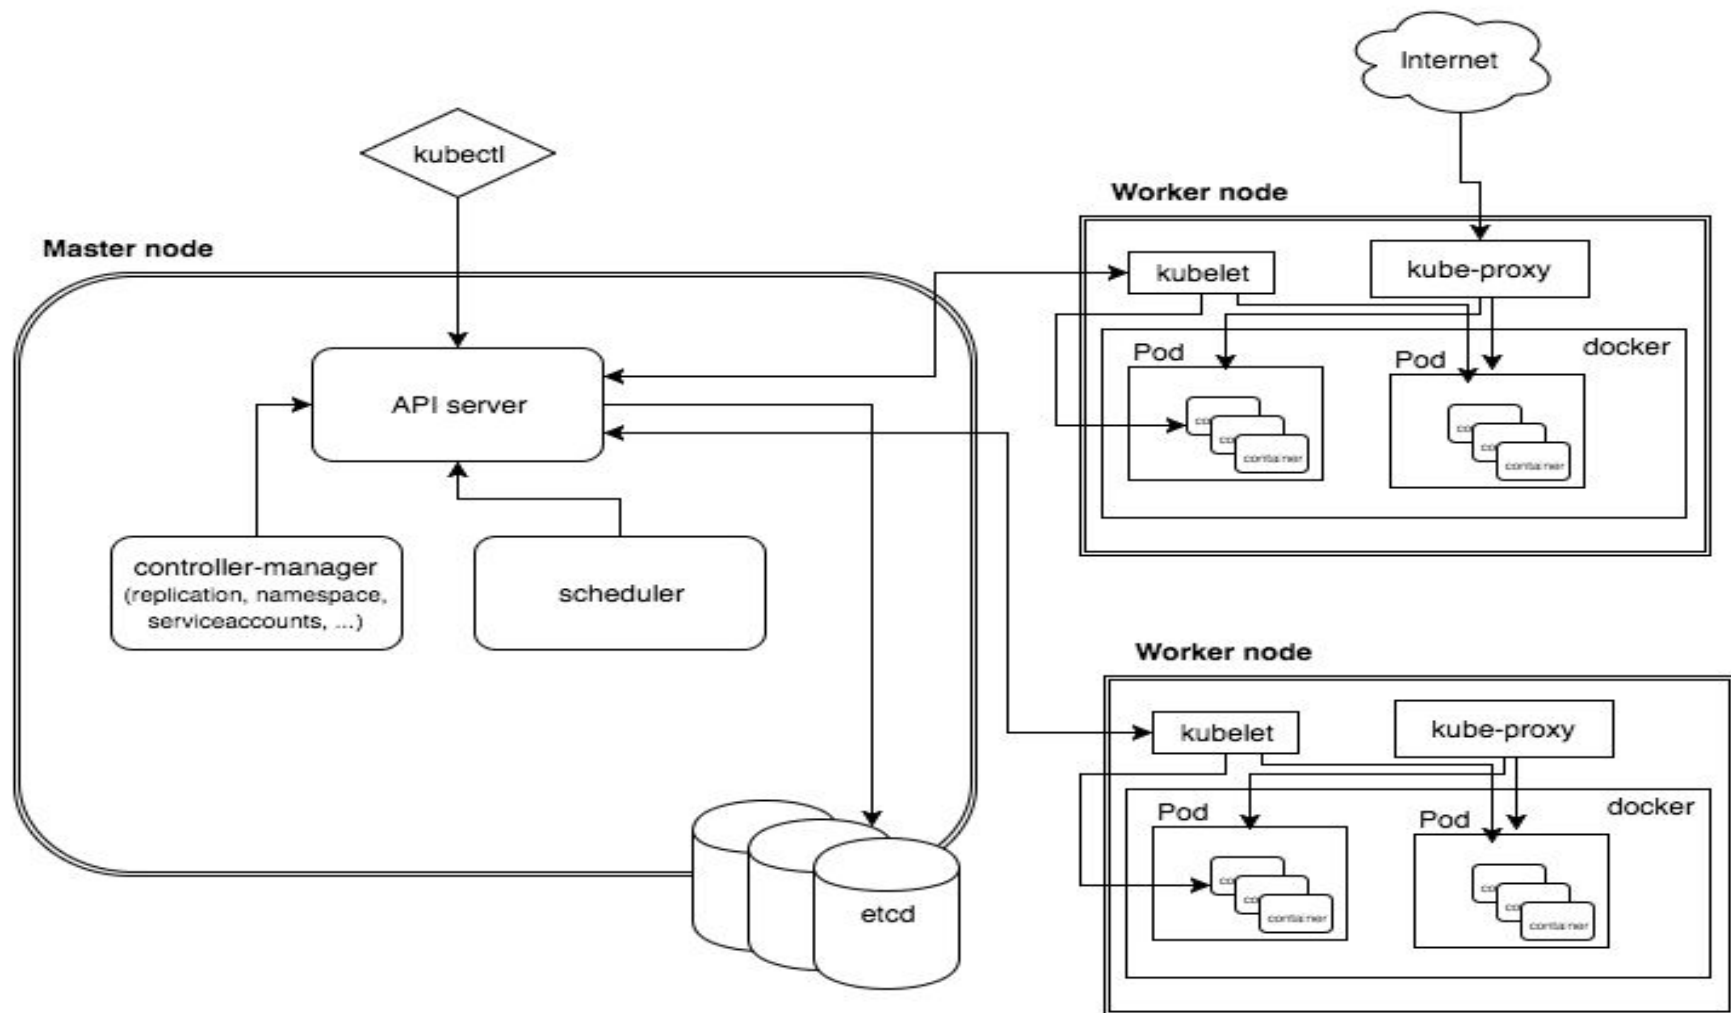 Internet
kubectl
Worker node
Master node
kubelet
kube-proxy
docker
Pod
Pod
API server
container
container
controller-manager
(replication, namespace,
serviceaccounts, ...)
scheduler
Worker node
kubelet
kube-proxy
docker
Pod
Pod
etcd
container
container